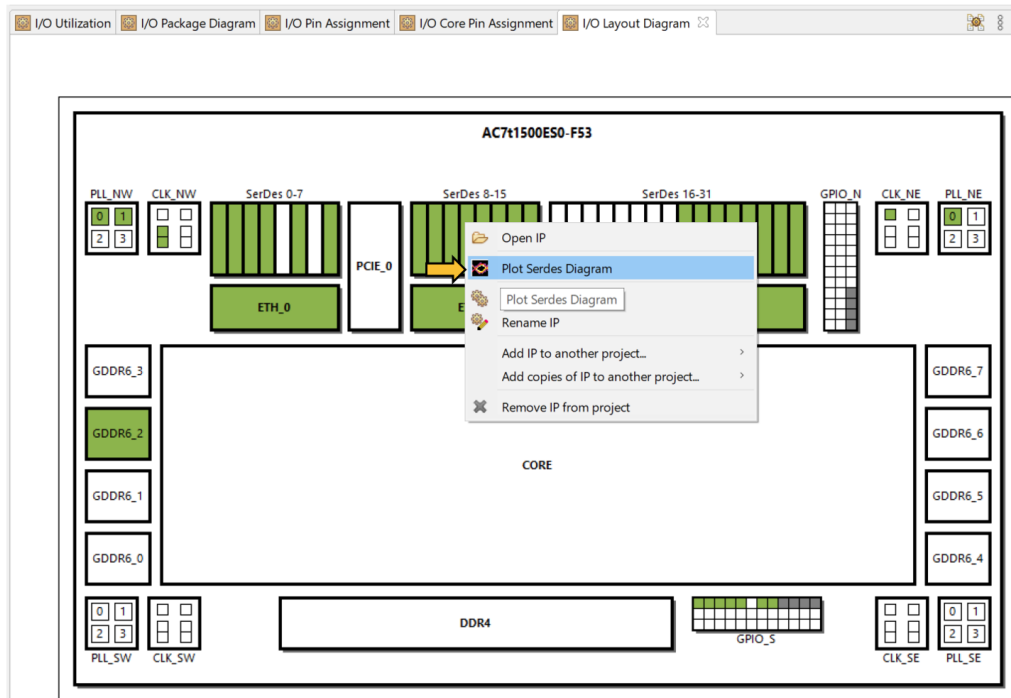 I/O Utilization I/O Package Diagram I/O Pin Assignment I/O Core Pin Assignment I/O Layout Diagram
AC7t1500ES0-F53
PLL_NW CLK_NW SerDes 0-7 SerDes 8-15 SerDes 16-31 GPIO_N CLK_NE PLL_NE
0 1 0 1
2 3 2 3
Open IP
PCIE_0 Plot Serdes Diagram
Plot Serdes Diagram
ETH_0 E
Rename IP
Add IP to another project...
Add copies of IP to another project...
Remove IP from project
GDDR6_3 GDDR6_7
GDDR6_2 GDDR6_6
CORE
GDDR6_1 GDDR6_5
GDDR6_0 GDDR6_4
0 1 0 1
DDR4
2 3 2 3
GPIO_S
PLL_SW CLK_SW CLK_SE PLL_SE